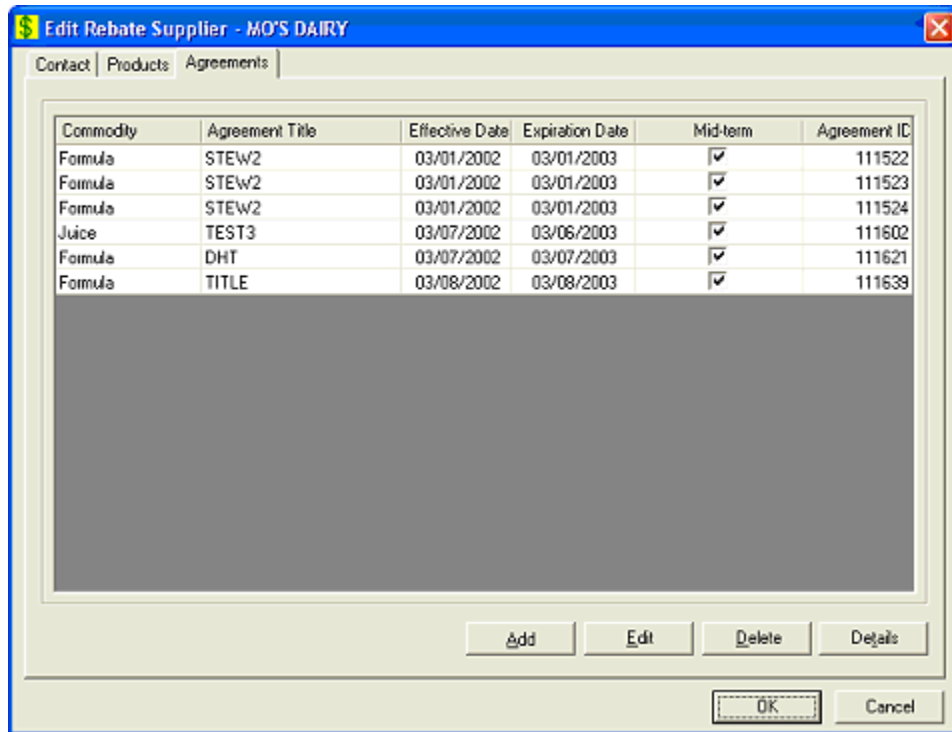 $ Edit Rebate Supplier - MO'S DAIRY
Contact Products Agreements
Commodity Agreement Title Effective Date Expiration Date Mid-term Agreement ID
Formula STEW2 03/01/2002 03/01/2003 111522
Formula STEW2 03/01/2002 03/01/2003 111523
Formula STEW2 03/01/2002 03/01/2003 111524
Juice TEST3 03/07/2002 03/06/2003 111602
Formula DHT 03/07/2002 03/07/2003 111621
Formula TITLE 03/08/2002 03/08/2003 111639
Add Edit Delete Details
OK Cancel